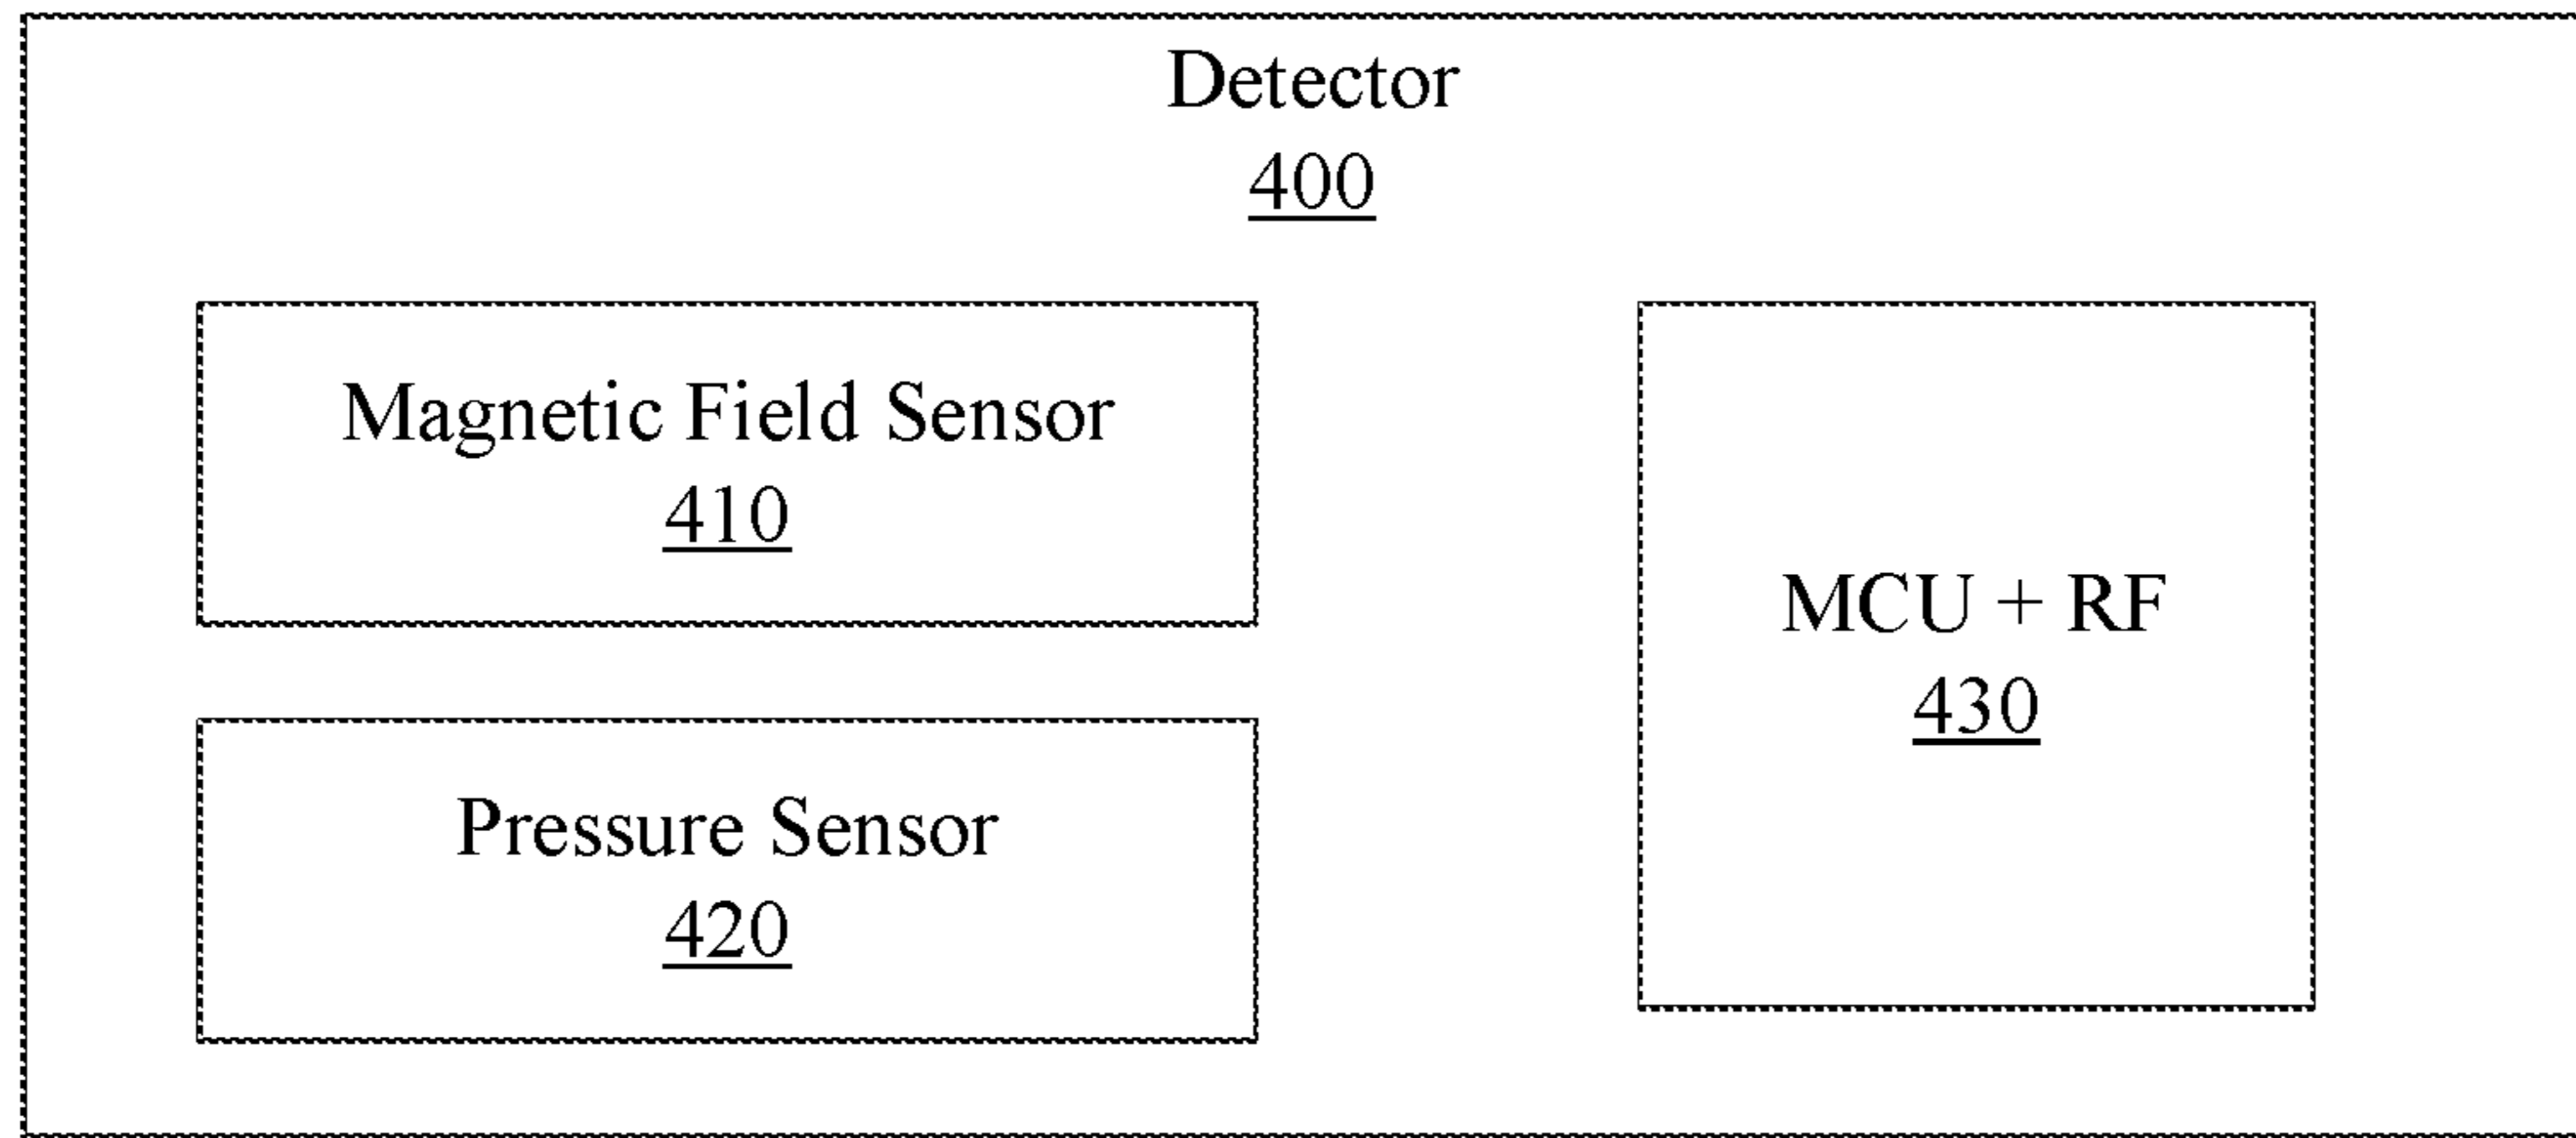 Detector
400
Magnetic Field Sensor
410
Pressure Sensor
420
MCU + RF
430